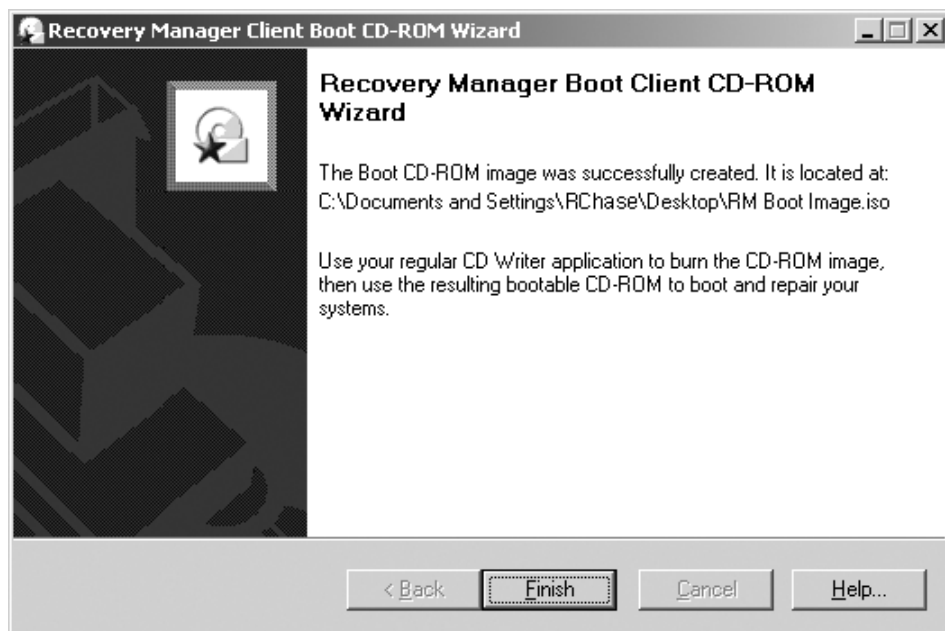 Recovery Manager Client Boot CD-ROM Wizard
Recovery Manager Boot Client CD-ROM
Wizard
The Boot CD-ROM image was successfully created. It is located at:
C:\Documents and Settings\RChase\Desktop\RM Boot Image.iso
Use your regular CD Writer application to burn the CD-ROM image,
then use the resulting bootable CD-ROM to boot and repair your
systems.
< Back Finish Cancel Help...